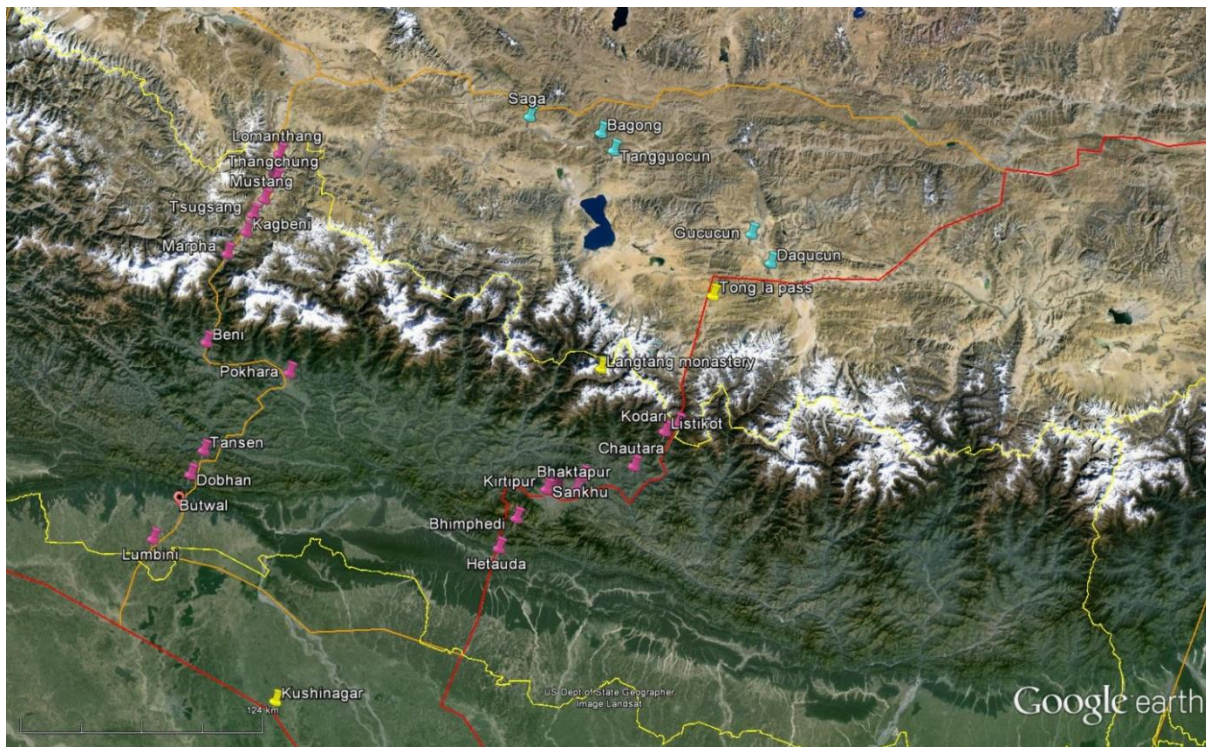 Saga
Bagong
Lomanthang
Tangguocun
Thangchung
Mustang
Tsugsang
Kagbeni
Gucucun
Marpha
Daqucun
Tong la pass
Beni
Langtang monastery
Pokhara
Kodari
Listikot
Tansen
Chautara
Dobhan
Bhaktapur
Kirtipur
Sankhu
Butwal
Bhimphedi
Lumbini
Hetauda
Kushinagar
US Dept of State Geographer
Image Landsat
Google earth
124 km